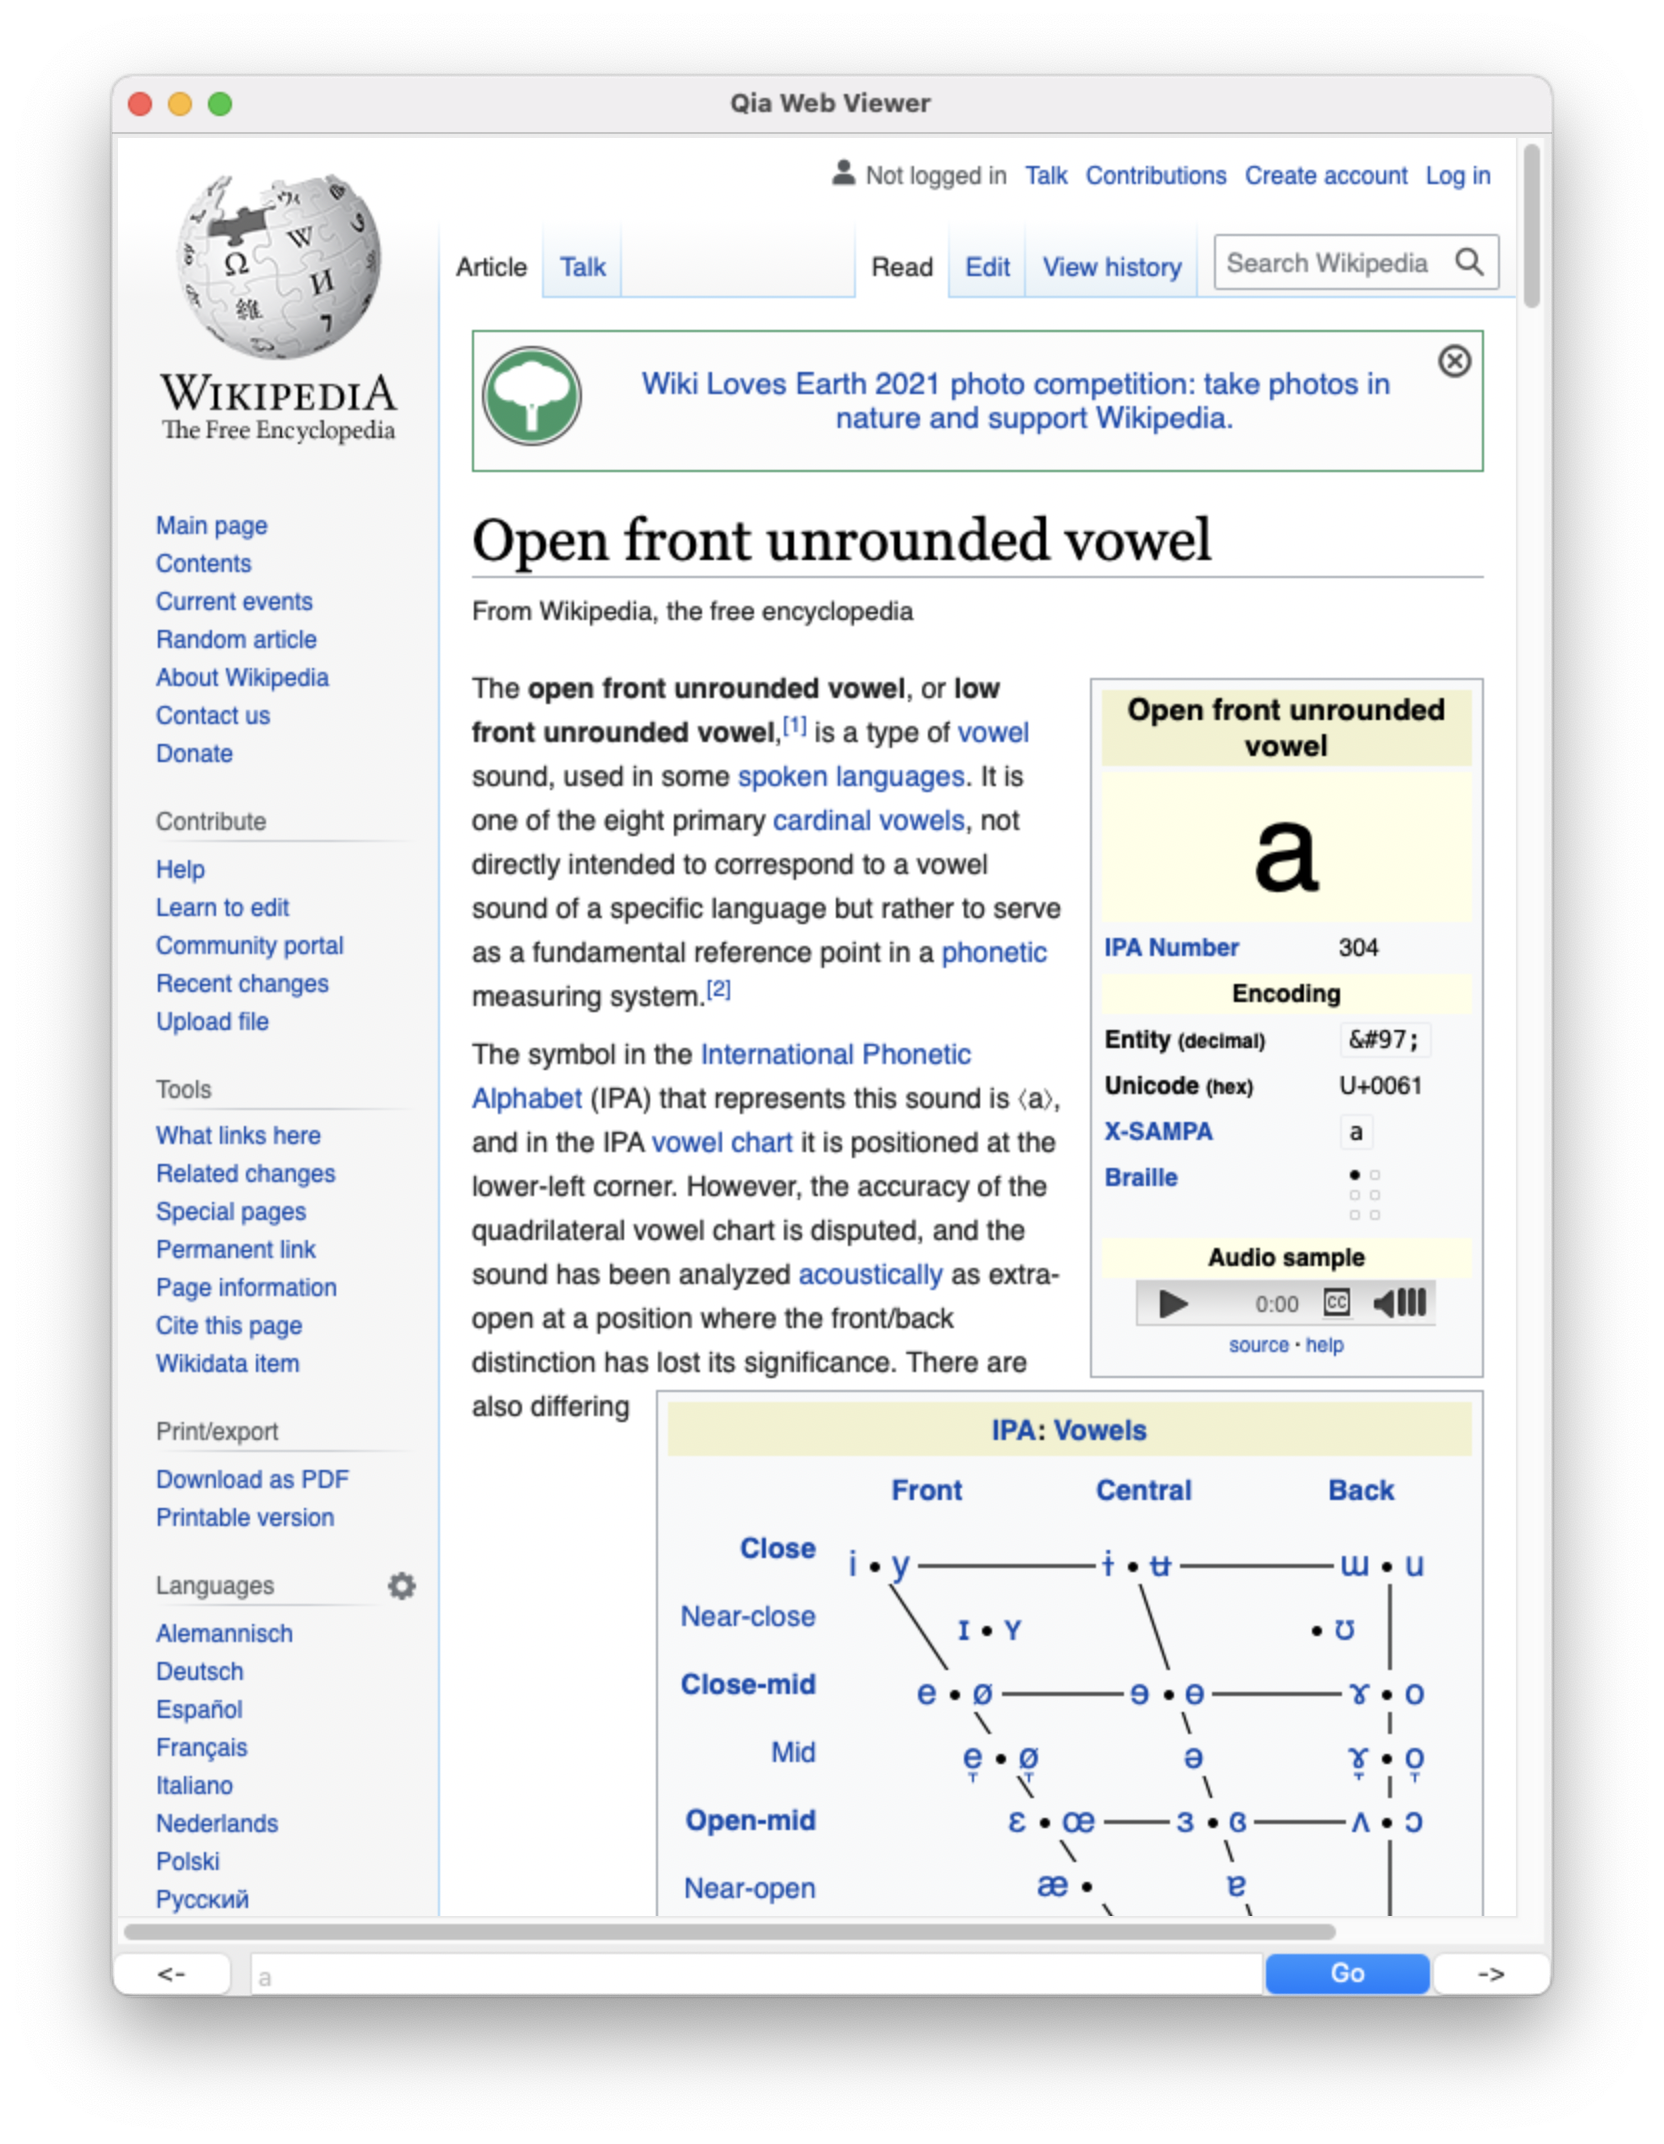 Qia Web Viewer
Not logged in Talk Contributions Create account Log in
Article Talk Read Edit View history Search Wikipedia
WIKIPEDIA
The Free Encyclopedia
Wiki Loves Earth 2021 photo competition: take photos in
nature and support Wikipedia.
Main page
Contents
Current events
Random article
About Wikipedia
Contact us
Donate
Contribute
Help
Learn to edit
Community portal
Recent changes
Upload file
Tools
What links here
Related changes
Special pages
Permanent link
Page information
Cite this page
Wikidata item
Print/export
Download as PDF
Printable version
Languages
Alemannisch
Deutsch
Español
Français
Italiano
Nederlands
Polski
Русский
Open front unrounded vowel
From Wikipedia, the free encyclopedia
The open front unrounded vowel, or low
front unrounded vowel,[1] is a type of vowel
sound, used in some spoken languages. It is
one of the eight primary cardinal vowels, not
directly intended to correspond to a vowel
sound of a specific language but rather to serve
as a fundamental reference point in a phonetic
measuring system.[2]
The symbol in the International Phonetic
Alphabet (IPA) that represents this sound is ⟨a⟩,
and in the IPA vowel chart it is positioned at the
lower-left corner. However, the accuracy of the
quadrilateral vowel chart is disputed, and the
sound has been analyzed acoustically as extra-
open at a position where the front/back
distinction has lost its significance. There are
also differing
Open front unrounded
vowel
a
IPA Number 304
Encoding
Entity (decimal) &#97;
Unicode (hex) U+0061
X-SAMPA a
Braille
Audio sample
0:00 CC
source · help
IPA: Vowels
Front Central Back
Close i • y ɨ • ʉ ɯ • u
Near-close ɪ • ʏ • ʊ
Close-mid e • ø ɘ • ɵ ɤ • o
Mid e̞ • ø̞ ə ɤ̞ • o̞
Open-mid ɛ • œ ɜ • ɞ ʌ • ɔ
Near-open æ • ɐ
<- a Go ->